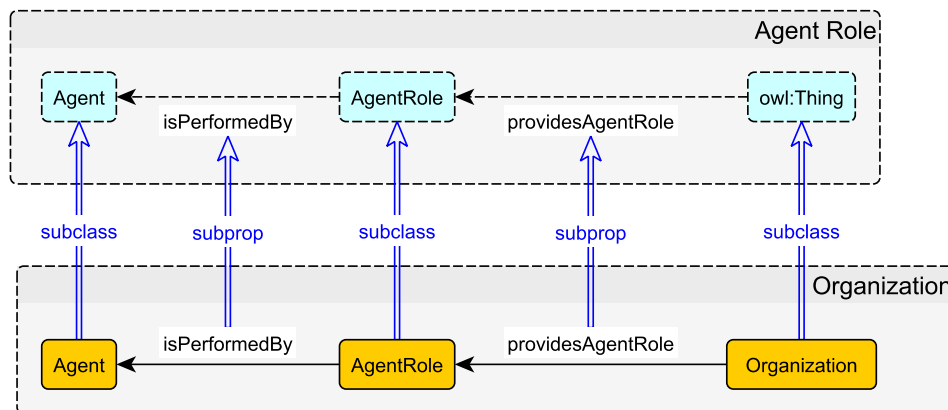 Agent Role
Agent
AgentRole
owl:Thing
isPerformedBy
providesAgentRole
subclass
subprop
subclass
subprop
subclass
Organization
isPerformedBy
providesAgentRole
Agent
AgentRole
Organization